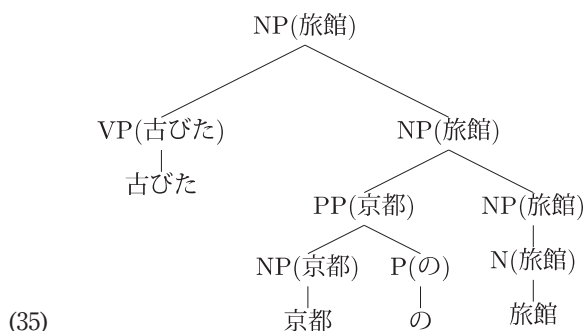 NP(旅館)
VP(古びた) NP(旅館)
古びた
PP(京都) NP(旅館)
NP(京都) P(の) N(旅館)
(35) 京都 の 旅館